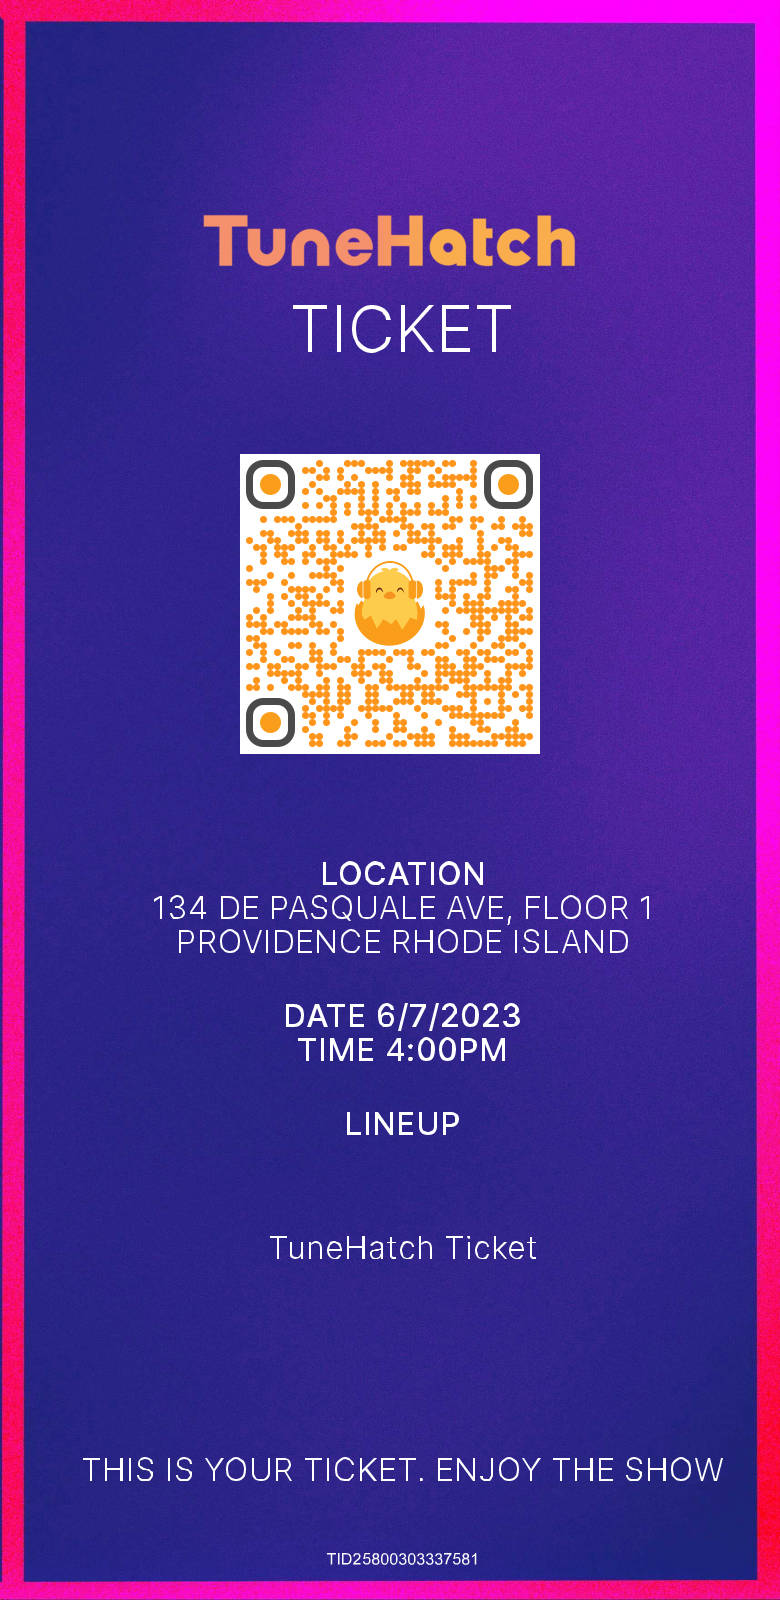 TuneHatch
TICKET
LOCATION
134 DE PASQUALE AVE, FLOOR 1
PROVIDENCE RHODE ISLAND
DATE 6/7/2023
TIME 4:00PM
LINEUP
TuneHatch Ticket
THIS IS YOUR TICKET. ENJOY THE SHOW
TID25800303337581